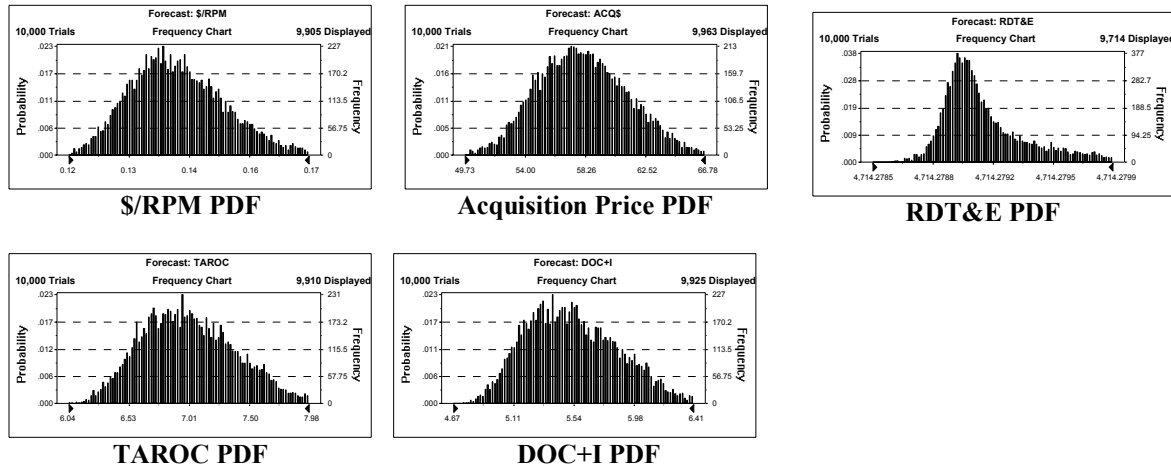 Forecast: $/RPM
10,000 Trials Frequency Chart 9,905 Displayed
Probability
Frequency
.023
.017
.011
.006
.000
227
170.2
113.5
56.75
0
0.12 0.13 0.14 0.16 0.17
$/RPM PDF
Forecast: ACQ$
10,000 Trials Frequency Chart 9,963 Displayed
Probability
Frequency
.021
.016
.011
.005
.000
213
159.7
106.5
53.25
0
49.73 54.00 58.26 62.52 66.78
Acquisition Price PDF
Forecast: RDT&E
10,000 Trials Frequency Chart 9,714 Displayed
Probability
Frequency
.038
.028
.019
.009
.000
377
282.7
188.5
94.25
0
4,714.2785 4,714.2788 4,714.2792 4,714.2795 4,714.2799
RDT&E PDF
Forecast: TAROC
10,000 Trials Frequency Chart 9,910 Displayed
Probability
Frequency
.023
.017
.012
.006
.000
231
173.2
115.5
57.75
0
6.04 6.53 7.01 7.50 7.98
TAROC PDF
Forecast: DOC+I
10,000 Trials Frequency Chart 9,925 Displayed
Probability
Frequency
.023
.017
.011
.006
.000
227
170.2
113.5
56.75
0
4.67 5.11 5.54 5.98 6.41
DOC+I PDF